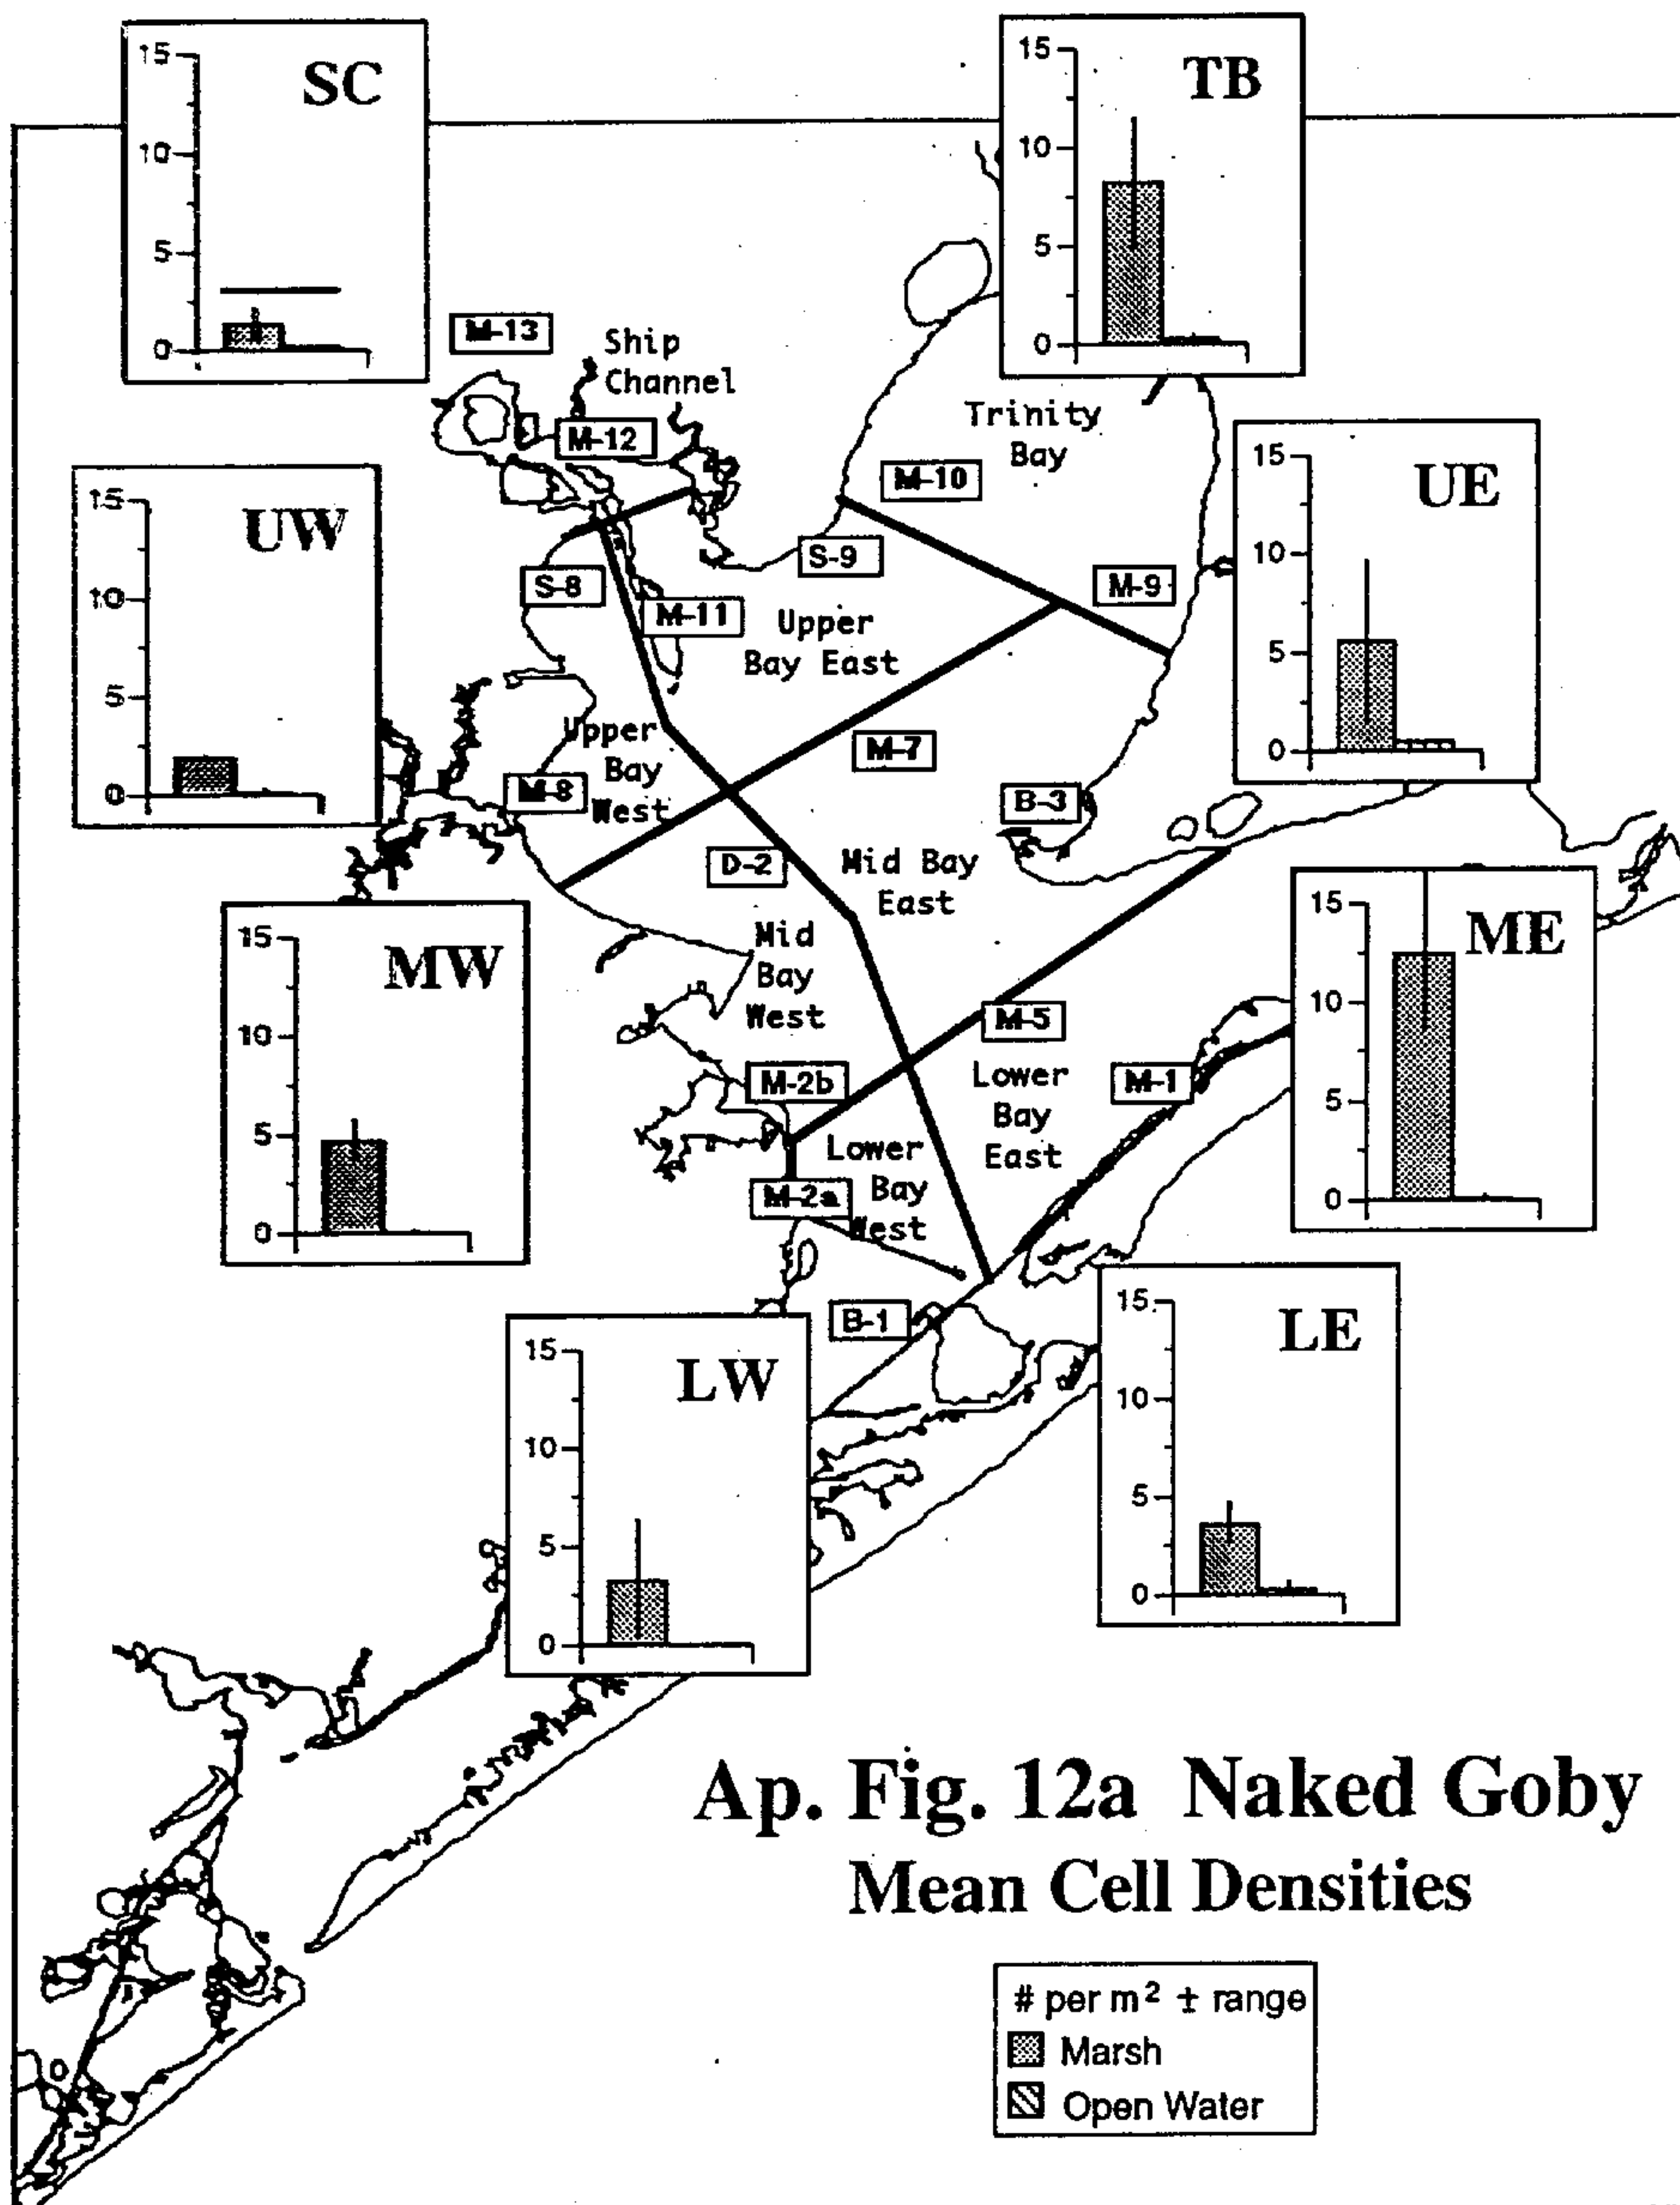 SC
15
10
5
0
TB
15
10
5
0
M-13
Ship
Channel
M-12
Trinity
Bay
M-10
UW
15
10
5
0
UE
15
10
5
0
S-9
S-8
M-9
M-11
Upper
Bay East
Upper
Bay
West
M-7
M-8
B-3
D-2
Mid Bay
East
MW
15
10
5
0
Mid
Bay
West
ME
15
10
5
0
M-5
M-2b
Lower
Bay
East
M-1
Lower
Bay
West
M-2a
B-1
LW
15
10
5
0
LE
15
10
5
0
Ap. Fig. 12a Naked Goby
Mean Cell Densities
# per m² ± range
Marsh
Open Water